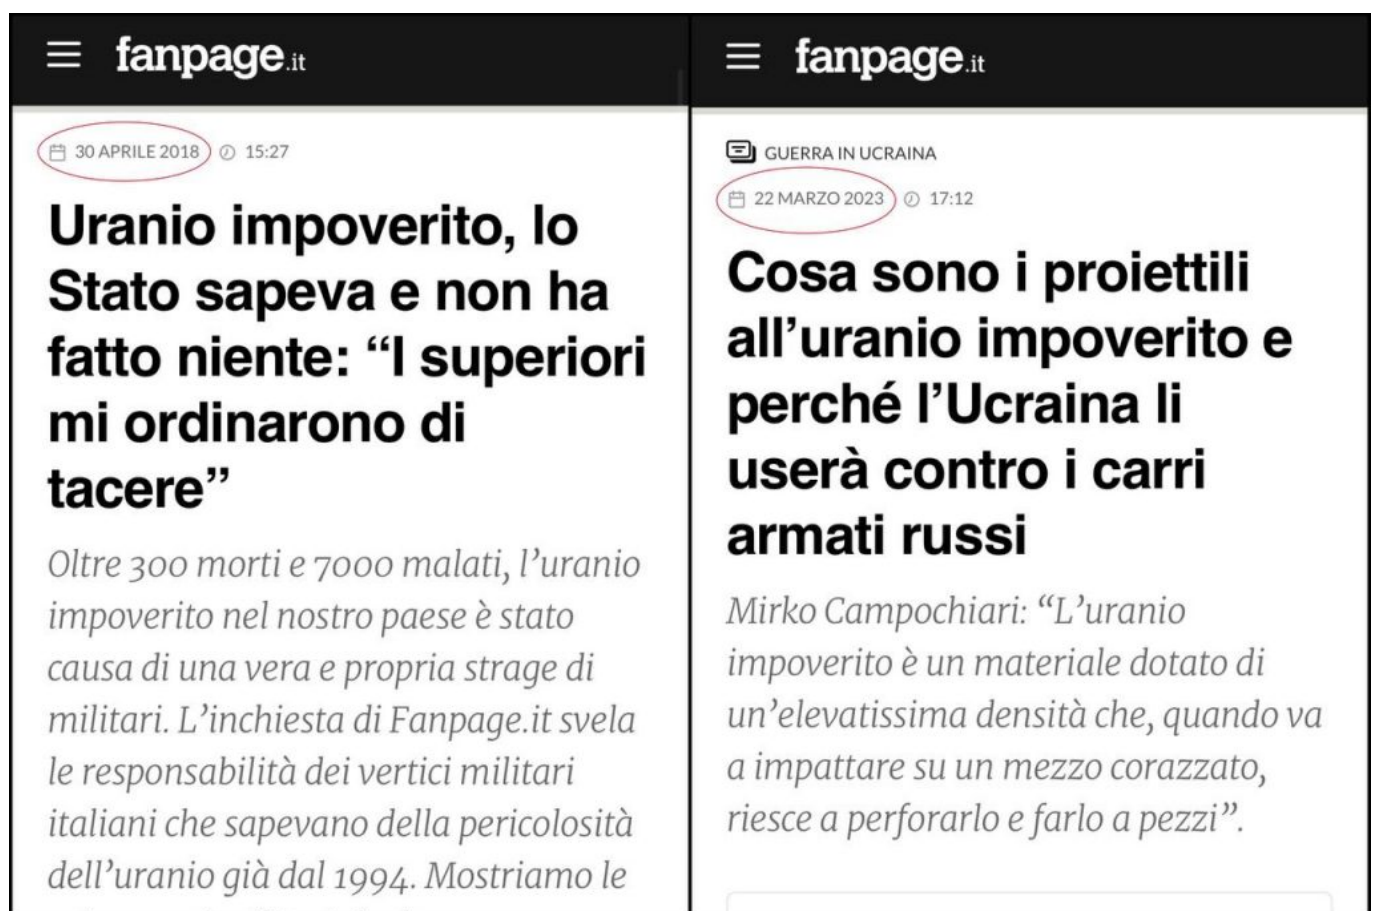 fanpage.it
30 APRILE 2018 15:27
Uranio impoverito, lo
Stato sapeva e non ha
fatto niente: “I superiori
mi ordinarono di
tacere”
Oltre 300 morti e 7000 malati, l’uranio
impoverito nel nostro paese è stato
causa di una vera e propria strage di
militari. L’inchiesta di Fanpage.it svela
le responsabilità dei vertici militari
italiani che sapevano della pericolosità
dell’uranio già dal 1994. Mostriamo le
fanpage.it
GUERRA IN UCRAINA
22 MARZO 2023 17:12
Cosa sono i proiettili
all’uranio impoverito e
perché l’Ucraina li
userà contro i carri
armati russi
Mirko Campochiari: “L’uranio
impoverito è un materiale dotato di
un’elevatissima densità che, quando va
a impattare su un mezzo corazzato,
riesce a perforarlo e farlo a pezzi”.